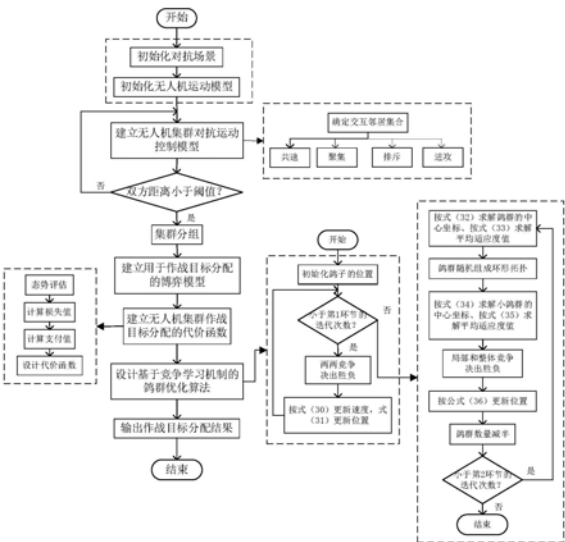 开始
初始化对抗场景
初始化无人机运动模型
建立无人机集群对抗运动
控制模型
确定交互邻居集合
共速
聚集
排斥
进攻
双方距离小于阈值?
否
是
集群分组
建立用于作战目标分配
的博弈模型
建立无人机集群作战
目标分配的代价函数
态势评估
计算损失值
计算支付值
设计代价函数
设计基于竞争学习机制的
鸽群优化算法
输出作战目标分配结果
结束
开始
初始化鸽子的位置
小于第1环节的
迭代次数?
否
是
两两竞争
决出胜负
按式(30)更新速度,式
(31)更新位置
按式(32)求解鸽群的中
心坐标、按式(33)求解
平均适应度值
鸽群随机组成环形拓扑
按式(34)求解小鸽群的
中心坐标、按式(35)求
解平均适应度值
局部和整体竞争
决出胜负
按公式(36)更新位置
鸽群数量减半
小于第2环节的
迭代次数?
是
否
结束